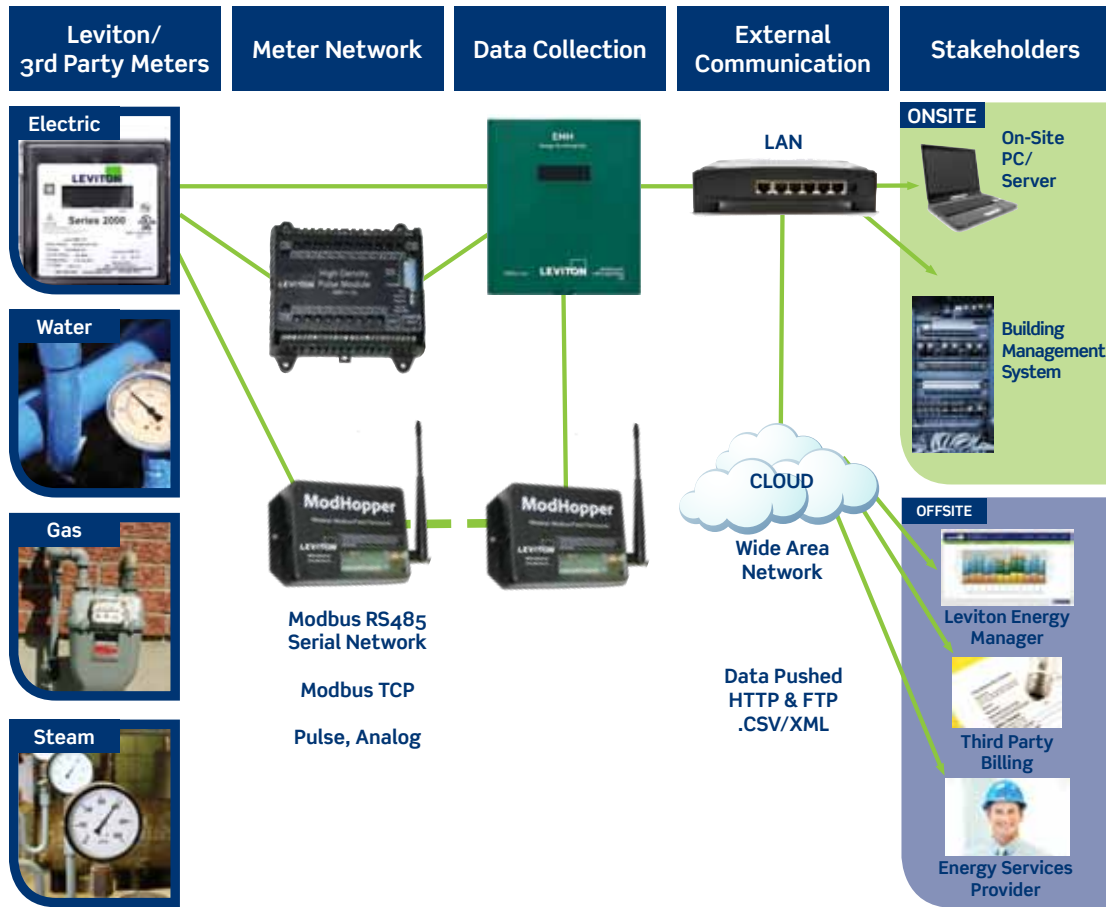 Leviton/
3rd Party Meters
Meter Network
Data Collection
External
Communication
Stakeholders
Electric
LEVITON
Series 2000
Water
Gas
Steam
High Density
Pulse Module
LEVITON
EMH
LEVITON
ModHopper
LEVITON
ModHopper
LEVITON
Modbus RS485
Serial Network
Modbus TCP
Pulse, Analog
LAN
CLOUD
Wide Area
Network
Data Pushed
HTTP & FTP
.CSV/XML
ONSITE
On-Site
PC/
Server
Building
Management
System
OFFSITE
Leviton Energy
Manager
Third Party
Billing
Energy Services
Provider